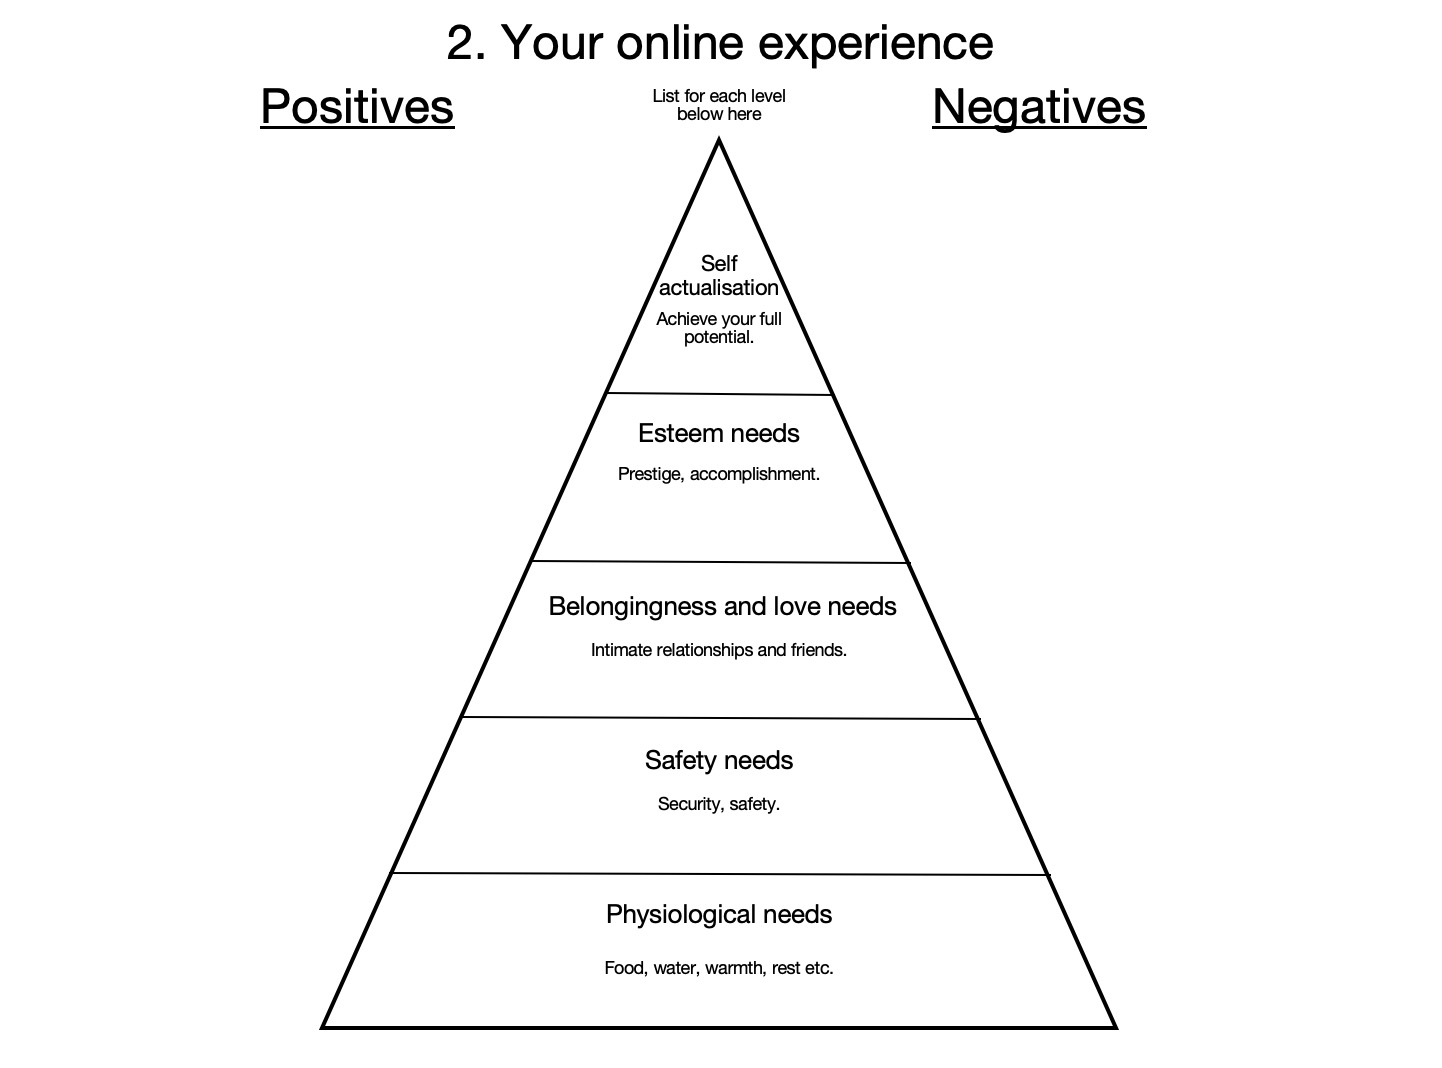 2. Your online experience
Positives
List for each level
below here
Negatives
Self
actualisation
Achieve your full
potential.
Esteem needs
Prestige, accomplishment.
Belongingness and love needs
Intimate relationships and friends.
Safety needs
Security, safety.
Physiological needs
Food, water, warmth, rest etc.